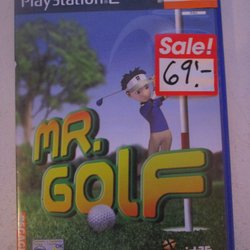 PlayStation 2
Sale!
69:-
MR.
GOLF